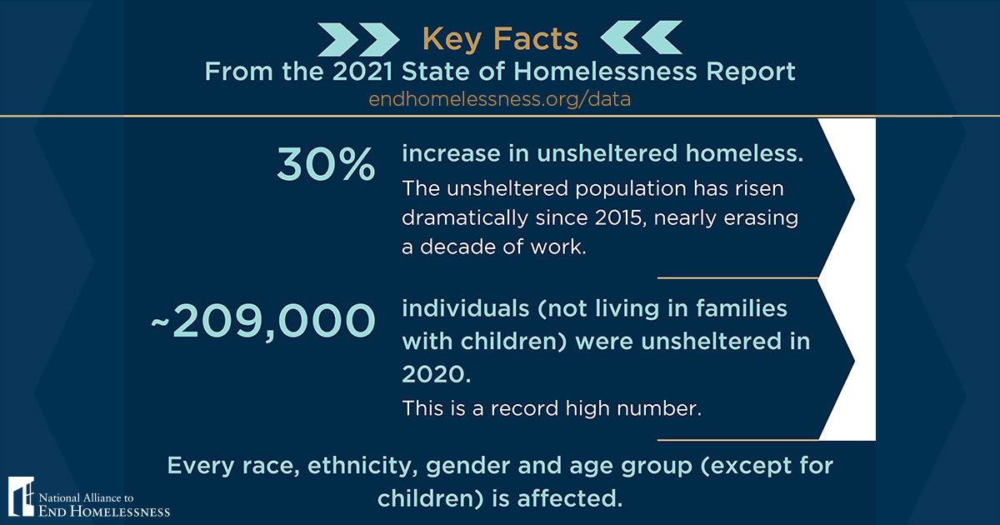 Key Facts
From the 2021 State of Homelessness Report
endhomelessness.org/data
30%
increase in unsheltered homeless.
The unsheltered population has risen
dramatically since 2015, nearly erasing
a decade of work.
~209,000
individuals (not living in families
with children) were unsheltered in
2020.
This is a record high number.
Every race, ethnicity, gender and age group (except for
children) is affected.
National Alliance to
END HOMELESSNESS